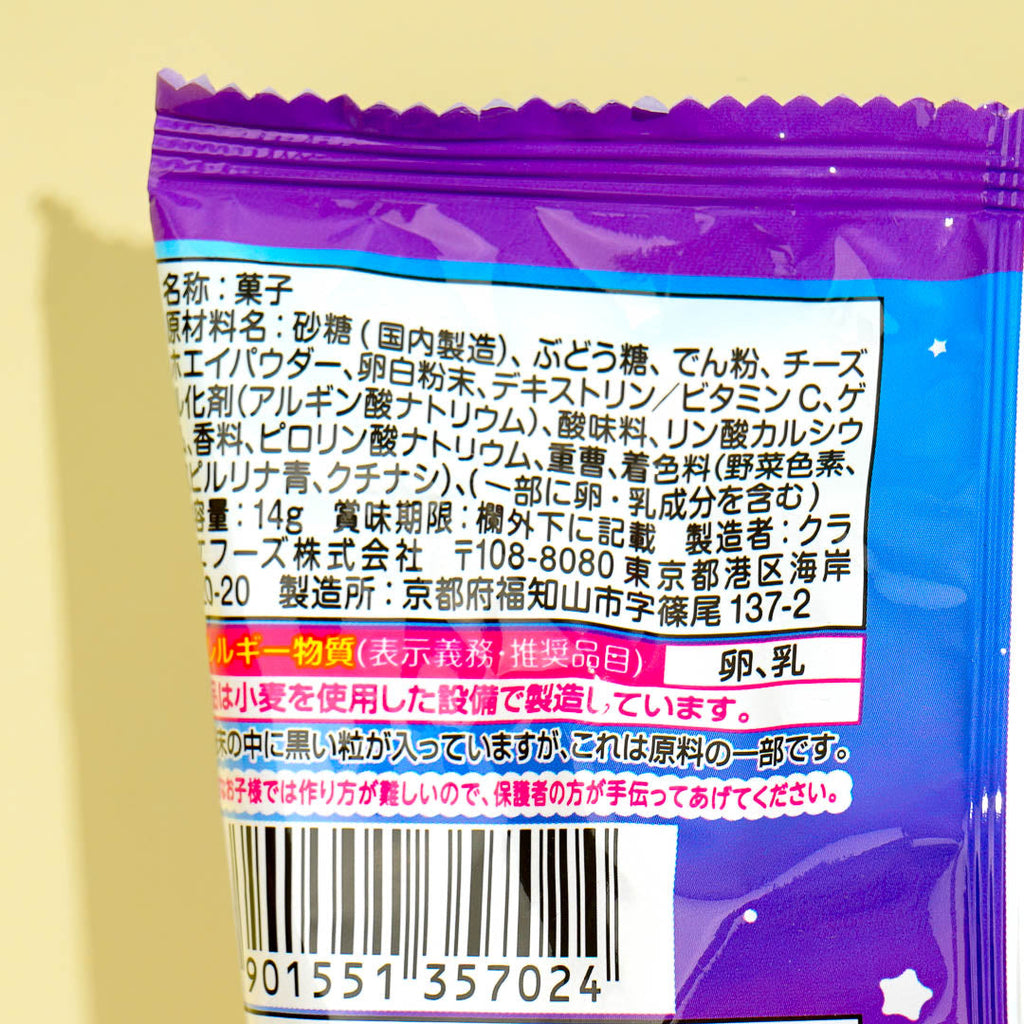 名称：菓子
原材料名：砂糖(国内製造)、ぶどう糖、でん粉、チーズ
ホエイパウダー、卵白粉末、デキストリン／ビタミンC、ゲ
化剤(アルギン酸ナトリウム)、酸味料、リン酸カルシウ
、香料、ピロリン酸ナトリウム、重曹、着色料(野菜色素、
ピルリナ青、クチナシ)、(一部に卵・乳成分を含む)
容量：14g 賞味期限：欄外下に記載 製造者：クラ
エフーズ株式会社 〒108-8080 東京都港区海岸
0-20 製造所：京都府福知山市字篠尾137-2
レルギー物質(表示義務・推奨品目) 卵、乳
は小麦を使用した設備で製造しています。
末の中に黒い粒が入っていますが、これは原料の一部です。
なお子様では作り方が難しいので、保護者の方が手伝ってあげてください。
901551 357024